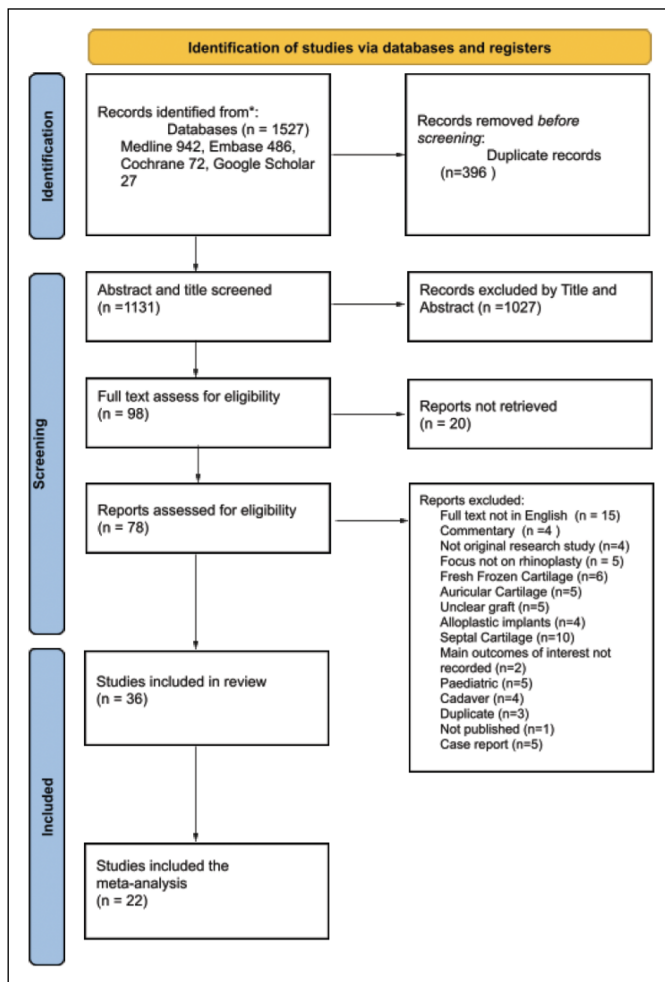 Identification of studies via databases and registers
Identification
Records identified from*:
Databases (n = 1527)
Medline 942, Embase 486,
Cochrane 72, Google Scholar
27
Records removed before
screening:
Duplicate records
(n=396 )
Screening
Abstract and title screened
(n =1131)
Records excluded by Title and
Abstract (n =1027)
Full text assess for eligibility
(n = 98)
Reports not retrieved
(n = 20)
Reports assessed for eligibility
(n = 78)
Reports excluded:
Full text not in English (n = 15)
Commentary (n =4 )
Not original research study (n=4)
Focus not on rhinoplasty (n = 5)
Fresh Frozen Cartilage (n=6)
Auricular Cartilage (n=5)
Unclear graft (n=5)
Alloplastic implants (n=4)
Septal Cartilage (n=10)
Main outcomes of interest not
recorded (n=2)
Paediatric (n=5)
Cadaver (n=4)
Duplicate (n=3)
Not published (n=1)
Case report (n=5)
Included
Studies included in review
(n = 36)
Studies included the
meta-analysis
(n = 22)